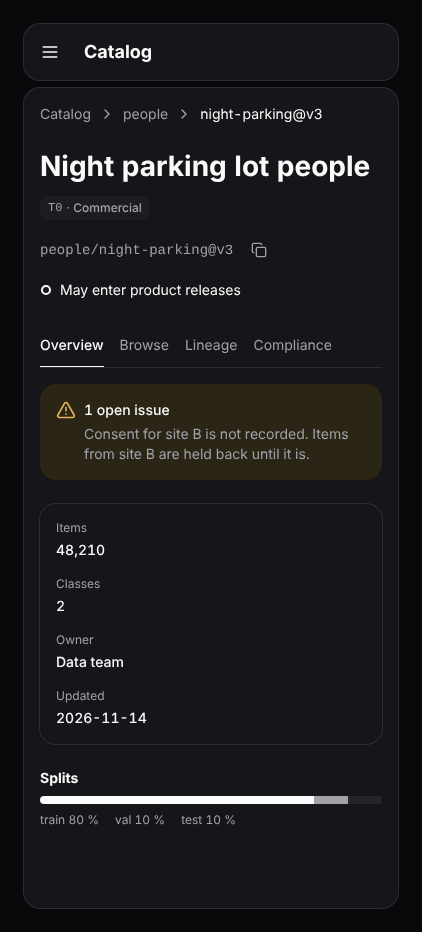 Catalog
Catalog > people > night-parking@v3
Night parking lot people
T0 · Commercial
people/night-parking@v3
May enter product releases
Overview Browse Lineage Compliance
1 open issue
Consent for site B is not recorded. Items
from site B are held back until it is.
Items
48,210
Classes
2
Owner
Data team
Updated
2026-11-14
Splits
train 80 % val 10 % test 10 %